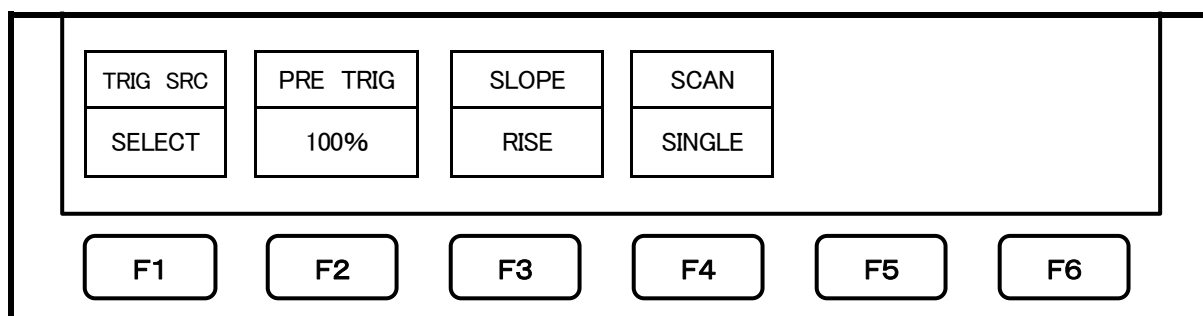 TRIG SRC PRE TRIG SLOPE SCAN
SELECT 100% RISE SINGLE
F1 F2 F3 F4 F5 F6